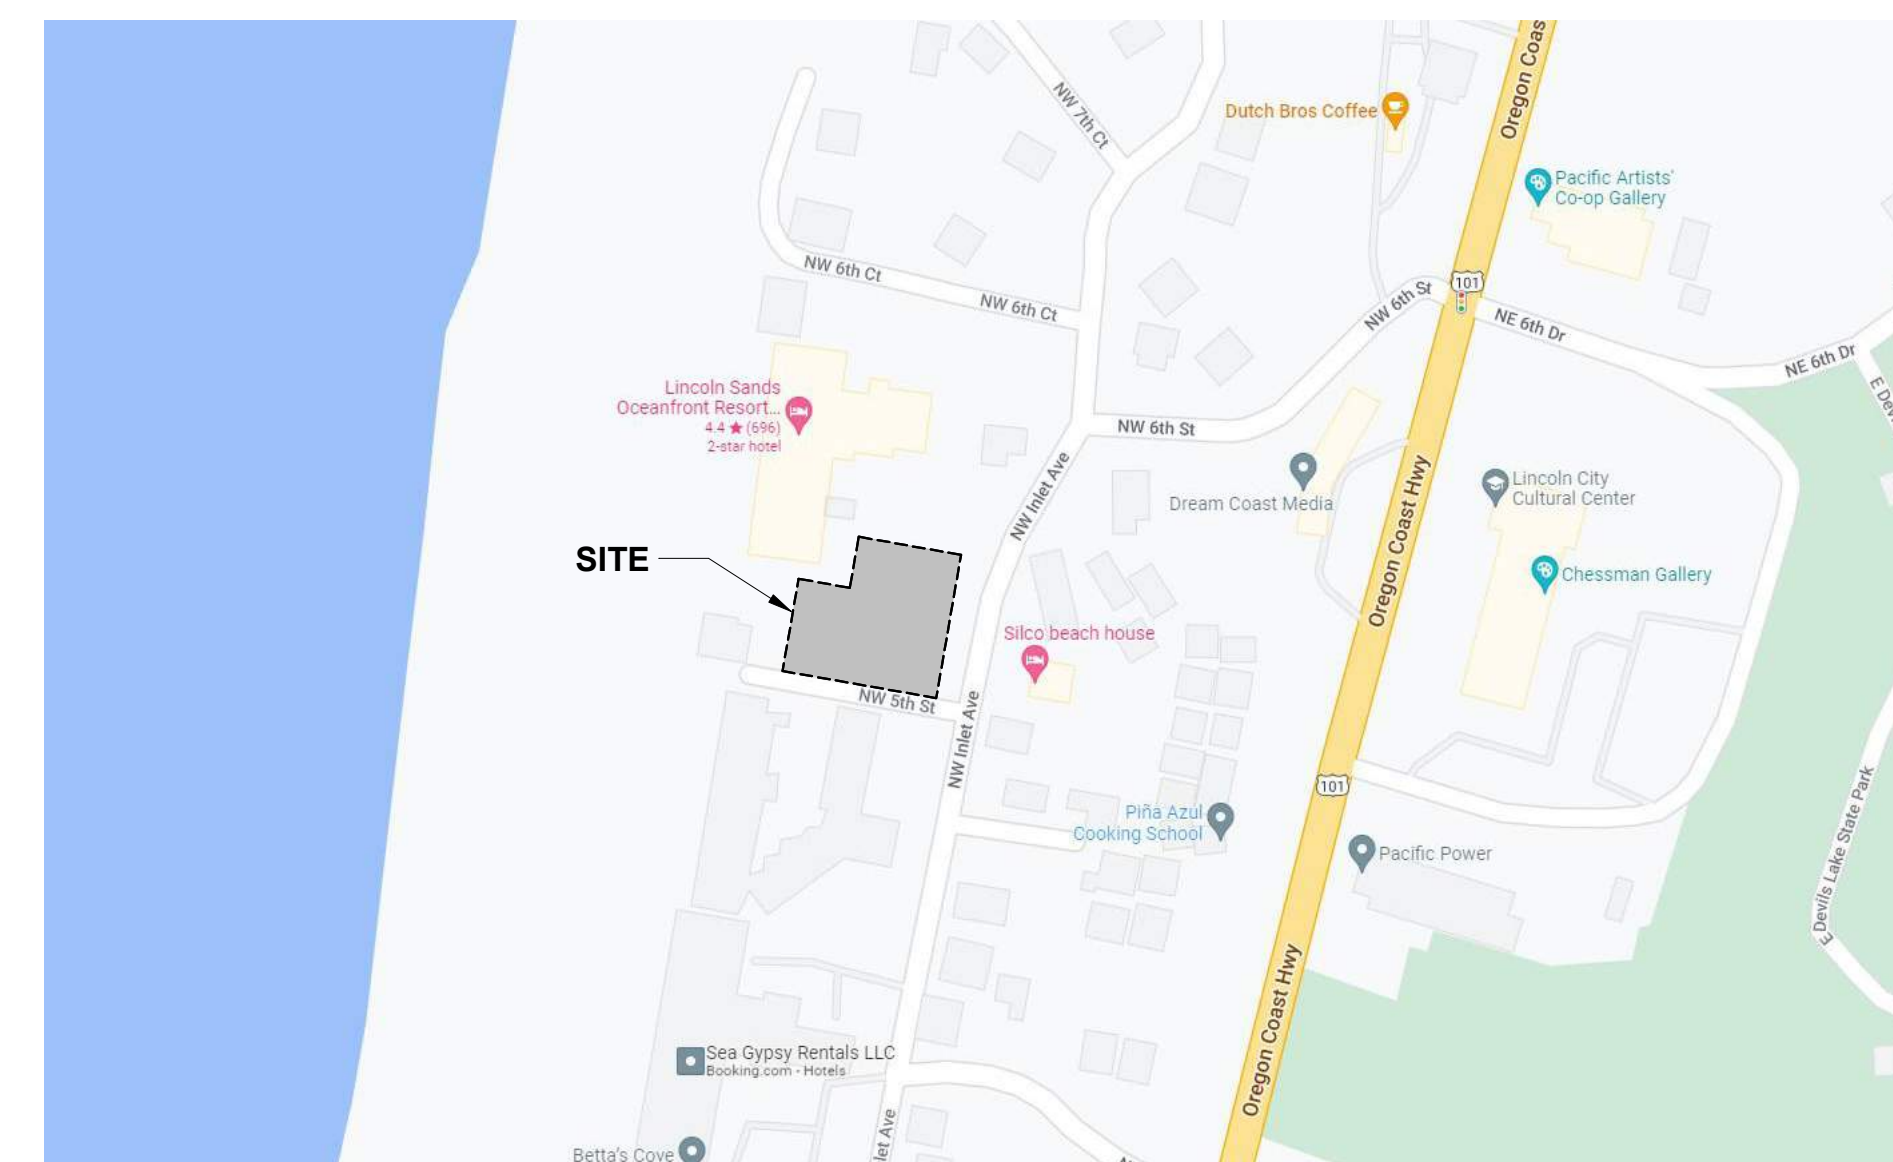 Oregon Coas
NW 7th Ct
Dutch Bros Coffee
Pacific Artists'
Co-op Gallery
NW 6th Ct
NW 6th Ct
NW 6th St
101
NE 6th Dr
NE 6th Dr
E Dev
Lincoln Sands
Oceanfront Resort...
4.4 ★ (696)
2-star hotel
NW 6th St
NW Inlet Ave
Dream Coast Media
Oregon Coast Hwy
Lincoln City
Cultural Center
SITE
Chessman Gallery
Silco beach house
NW 5th St
NW Inlet Ave
101
Piña Azul
Cooking School
Pacific Power
E Devils Lake State Park
Oregon Coast Hwy
Sea Gypsy Rentals LLC
Booking.com - Hotels
let Ave
Betta's Cove